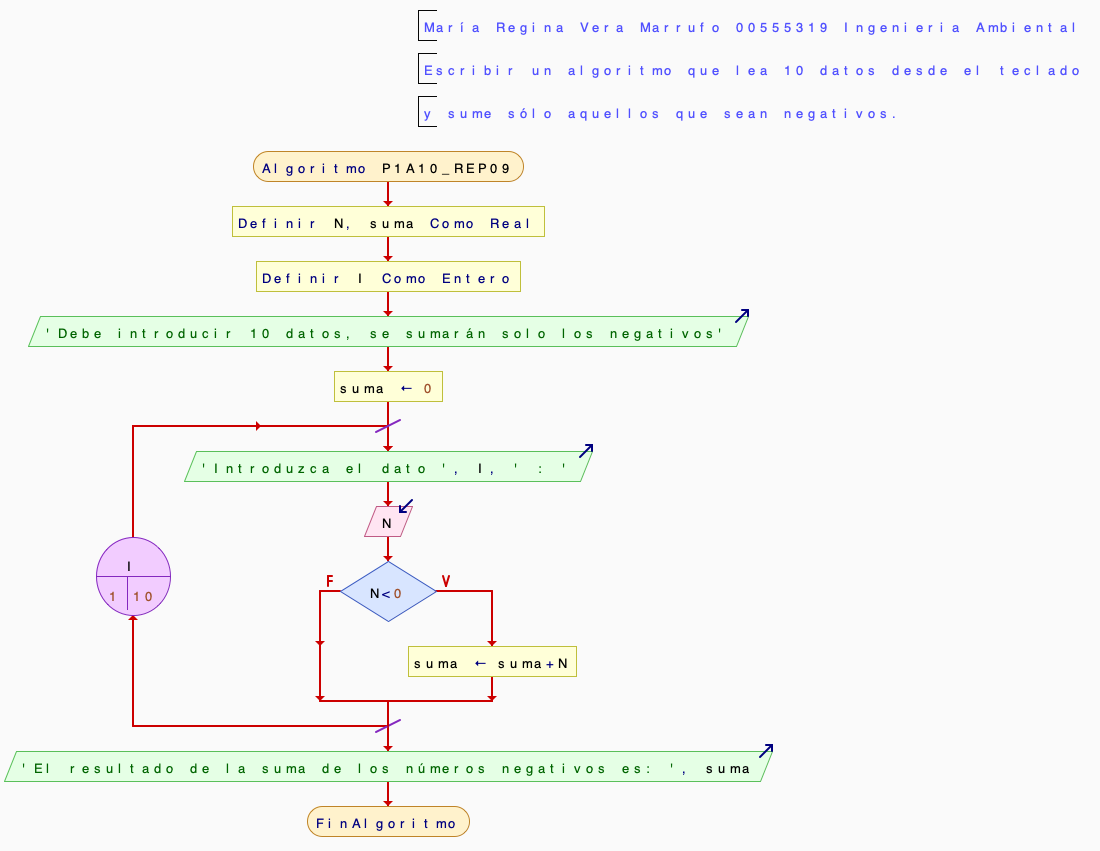 María Regina Vera Marrufo 00555319 Ingenieria Ambiental
Escribir un algoritmo que lea 10 datos desde el teclado
y sume sólo aquellos que sean negativos.
Algoritmo P1A10_REP09
Definir N, suma Como Real
Definir I Como Entero
'Debe introducir 10 datos, se sumarán solo los negativos'
suma ← 0
'Introduzca el dato ', I, ' : '
N
I
1 10
F
V
N<0
suma ← suma+N
'El resultado de la suma de los números negativos es: ', suma
FinAlgoritmo